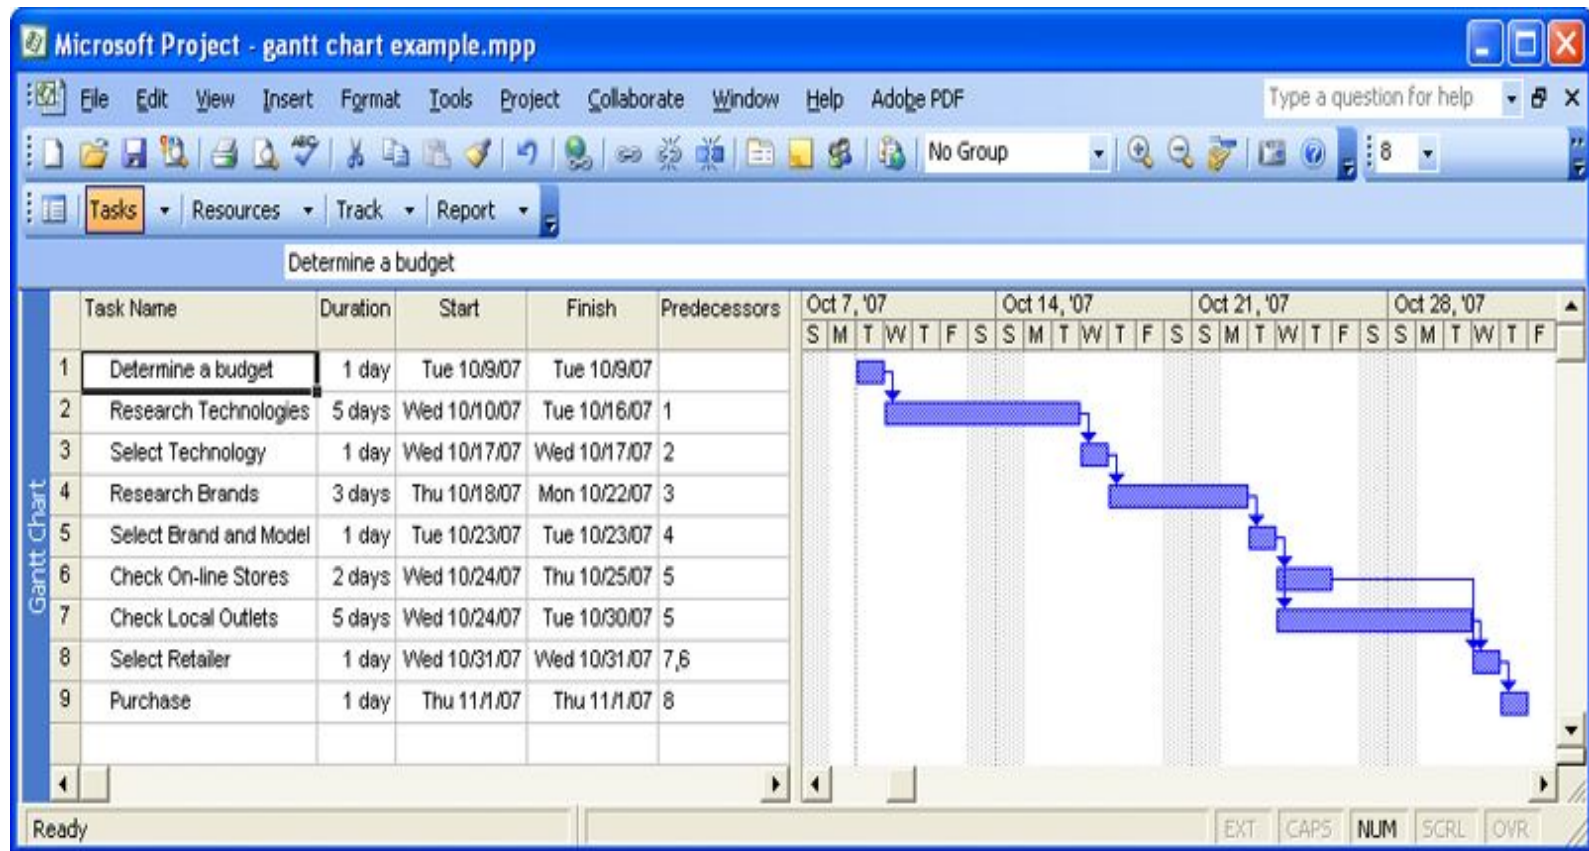 Microsoft Project - gantt chart example.mpp
File Edit View Insert Format Tools Project Collaborate Window Help Adobe PDF Type a question for help
ABC No Group 8
Tasks Resources Track Report
Determine a budget
Task Name Duration Start Finish Predecessors Oct 7, '07 Oct 14, '07 Oct 21, '07 Oct 28, '07
S M T W T F S S M T W T F S S M T W T F S S M T W T F
1 Determine a budget 1 day Tue 10/9/07 Tue 10/9/07
2 Research Technologies 5 days Wed 10/10/07 Tue 10/16/07 1
3 Select Technology 1 day Wed 10/17/07 Wed 10/17/07 2
4 Research Brands 3 days Thu 10/18/07 Mon 10/22/07 3
5 Select Brand and Model 1 day Tue 10/23/07 Tue 10/23/07 4
6 Check On-line Stores 2 days Wed 10/24/07 Thu 10/25/07 5
7 Check Local Outlets 5 days Wed 10/24/07 Tue 10/30/07 5
8 Select Retailer 1 day Wed 10/31/07 Wed 10/31/07 7,6
9 Purchase 1 day Thu 11/1/07 Thu 11/1/07 8
Gantt Chart
Ready EXT CAPS NUM SCRL OVR